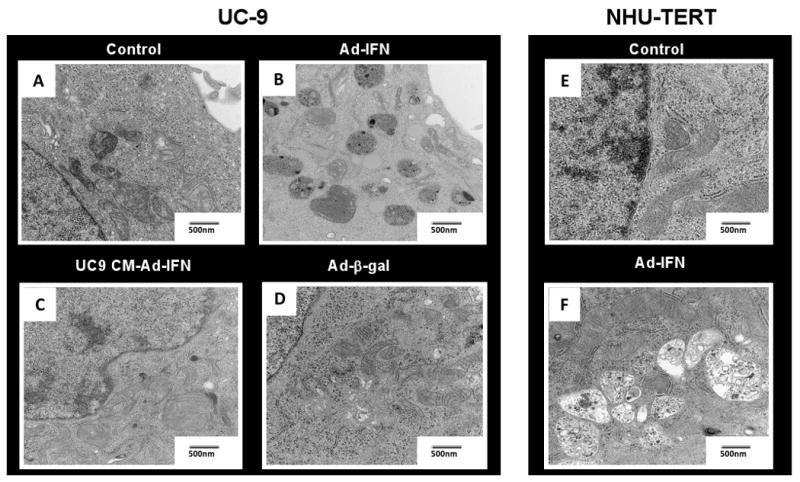 UC-9
NHU-TERT
Control
Ad-IFN
Control
A
B
E
500nm
500nm
500nm
UC9 CM-Ad-IFN
Ad-β-gal
Ad-IFN
C
D
F
500nm
500nm
500nm